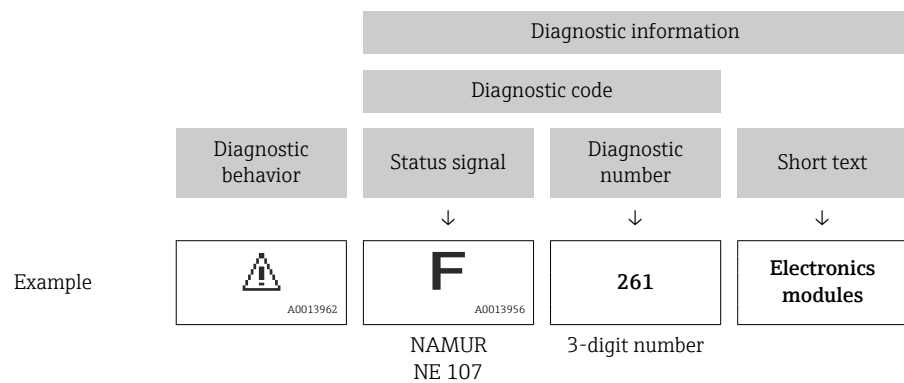 Diagnostic information
Diagnostic code
Diagnostic
behavior
Status signal
Diagnostic
number
Short text
↓ ↓ ↓
Example
A0013962
F
A0013956
261
Electronics
modules
NAMUR
NE 107
3-digit number